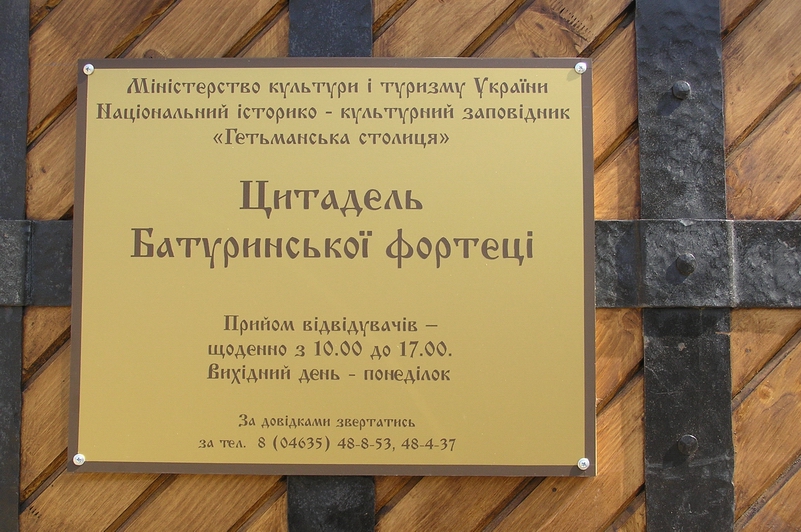 Міністерство культури і туризму України
Національний історико - культурний заповідник
«Гетьманська столиця»
Цитадель
Батуринської фортеці
Прийом відвідувачів –
щоденно з 10.00 до 17.00.
Вихідний день - понеділок
За довідками звертатись
за тел. 8 (04635) 48-8-53, 48-4-37